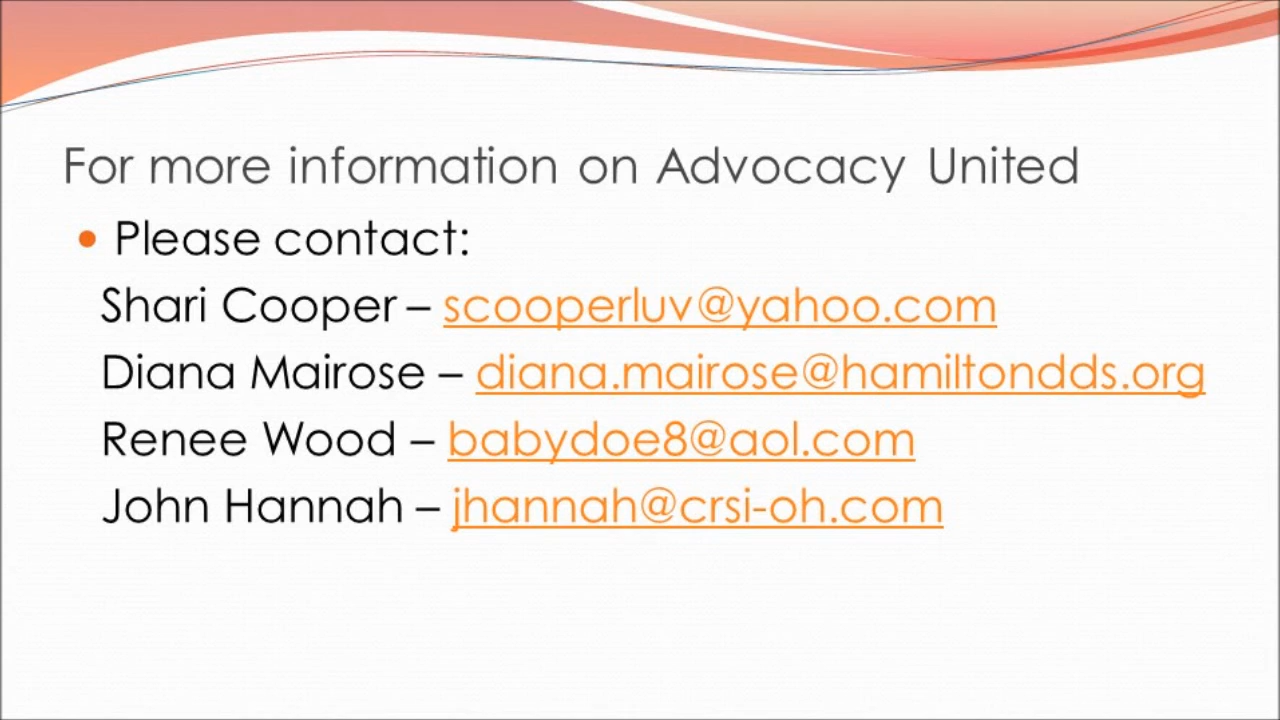 For more information on Advocacy United
• Please contact:
Shari Cooper – scooperluv@yahoo.com
Diana Mairose – diana.mairose@hamiltondds.org
Renee Wood – babydoe8@aol.com
John Hannah – jhannah@crsi-oh.com